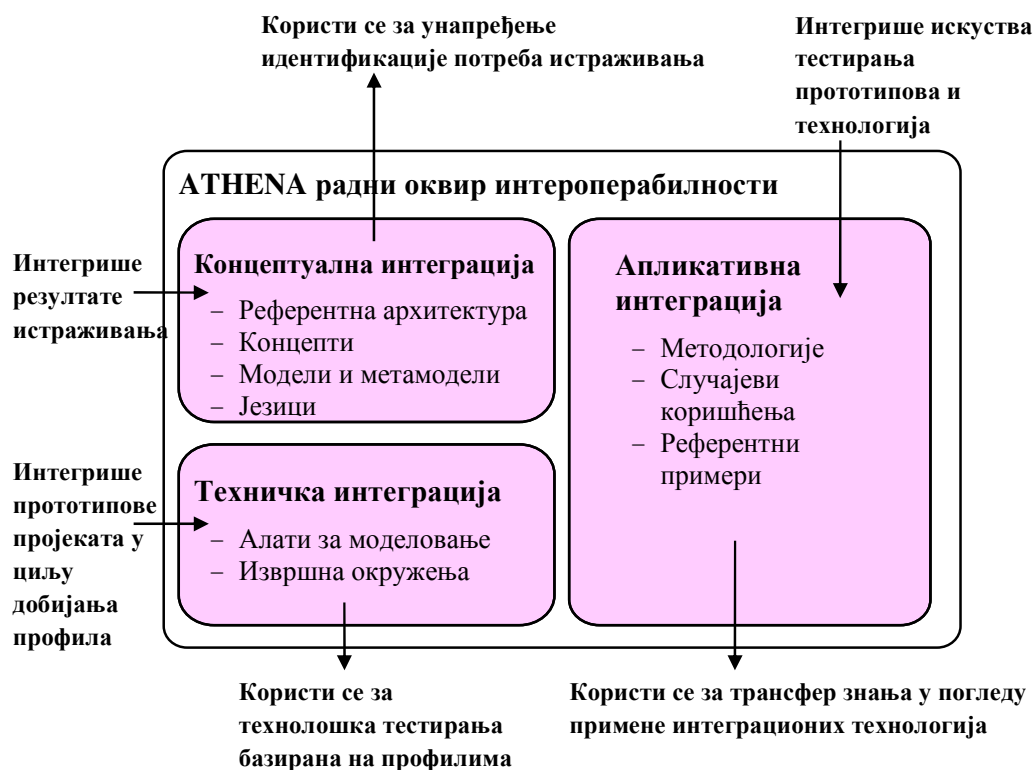 Користи се за унапређење
идентификације потреба истраживања
Интегрише искуства
тестирања
прототипова и
технологија
ATHENA радни оквир интероперабилности
Интегрише
резултате
истраживања
Концептуална интеграција
– Референтна архитектура
– Концепти
– Модели и метамодели
– Језици
Апликативна
интеграција
– Методологије
– Случајеви
коришћења
– Референтни
примери
Интегрише
прототипове
пројеката у
циљу
добијања
профила
Техничка интеграција
– Алати за моделовање
– Извршна окружења
Користи се за
технолошка тестирања
базирана на профилима
Користи се за трансфер знања у погледу
примене интеграционих технологија